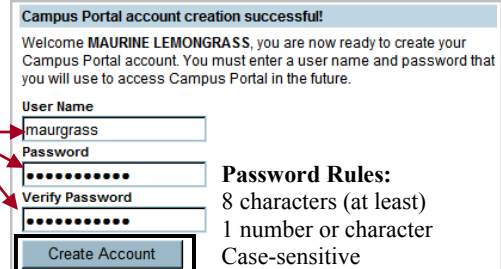 Campus Portal account creation successful!
Welcome MAURINE LEMONGRASS, you are now ready to create your
Campus Portal account. You must enter a user name and password that
you will use to access Campus Portal in the future.
User Name
maurgrass
Password
●●●●●●●●●●●
Verify Password
●●●●●●●●●●●
Create Account
Password Rules:
8 characters (at least)
1 number or character
Case-sensitive